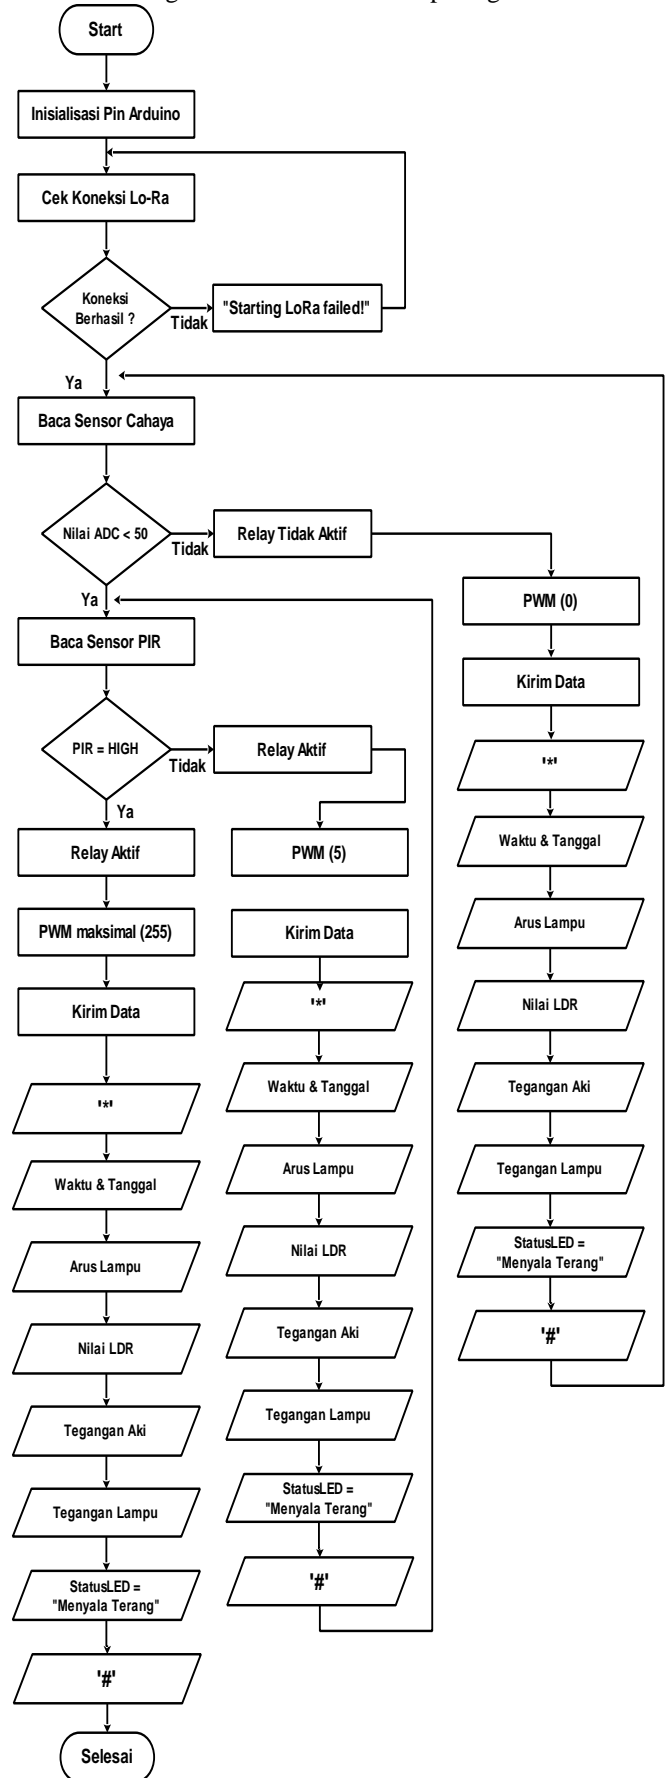 Start
Inisialisasi Pin Arduino
Cek Koneksi Lo-Ra
Koneksi
Berhasil ?
Tidak
"Starting LoRa failed!"
Ya
Baca Sensor Cahaya
Nilai ADC < 50
Tidak
Relay Tidak Aktif
Ya
Baca Sensor PIR
PIR = HIGH
Tidak
Relay Aktif
Ya
Relay Aktif
PWM maksimal (255)
Kirim Data
'*'
Waktu & Tanggal
Arus Lampu
Nilai LDR
Tegangan Aki
Tegangan Lampu
StatusLED =
"Menyala Terang"
'#'
Selesai
PWM (5)
Kirim Data
'*'
Waktu & Tanggal
Arus Lampu
Nilai LDR
Tegangan Aki
Tegangan Lampu
StatusLED =
"Menyala Terang"
'#'
PWM (0)
Kirim Data
'*'
Waktu & Tanggal
Arus Lampu
Nilai LDR
Tegangan Aki
Tegangan Lampu
StatusLED =
"Menyala Terang"
'#'